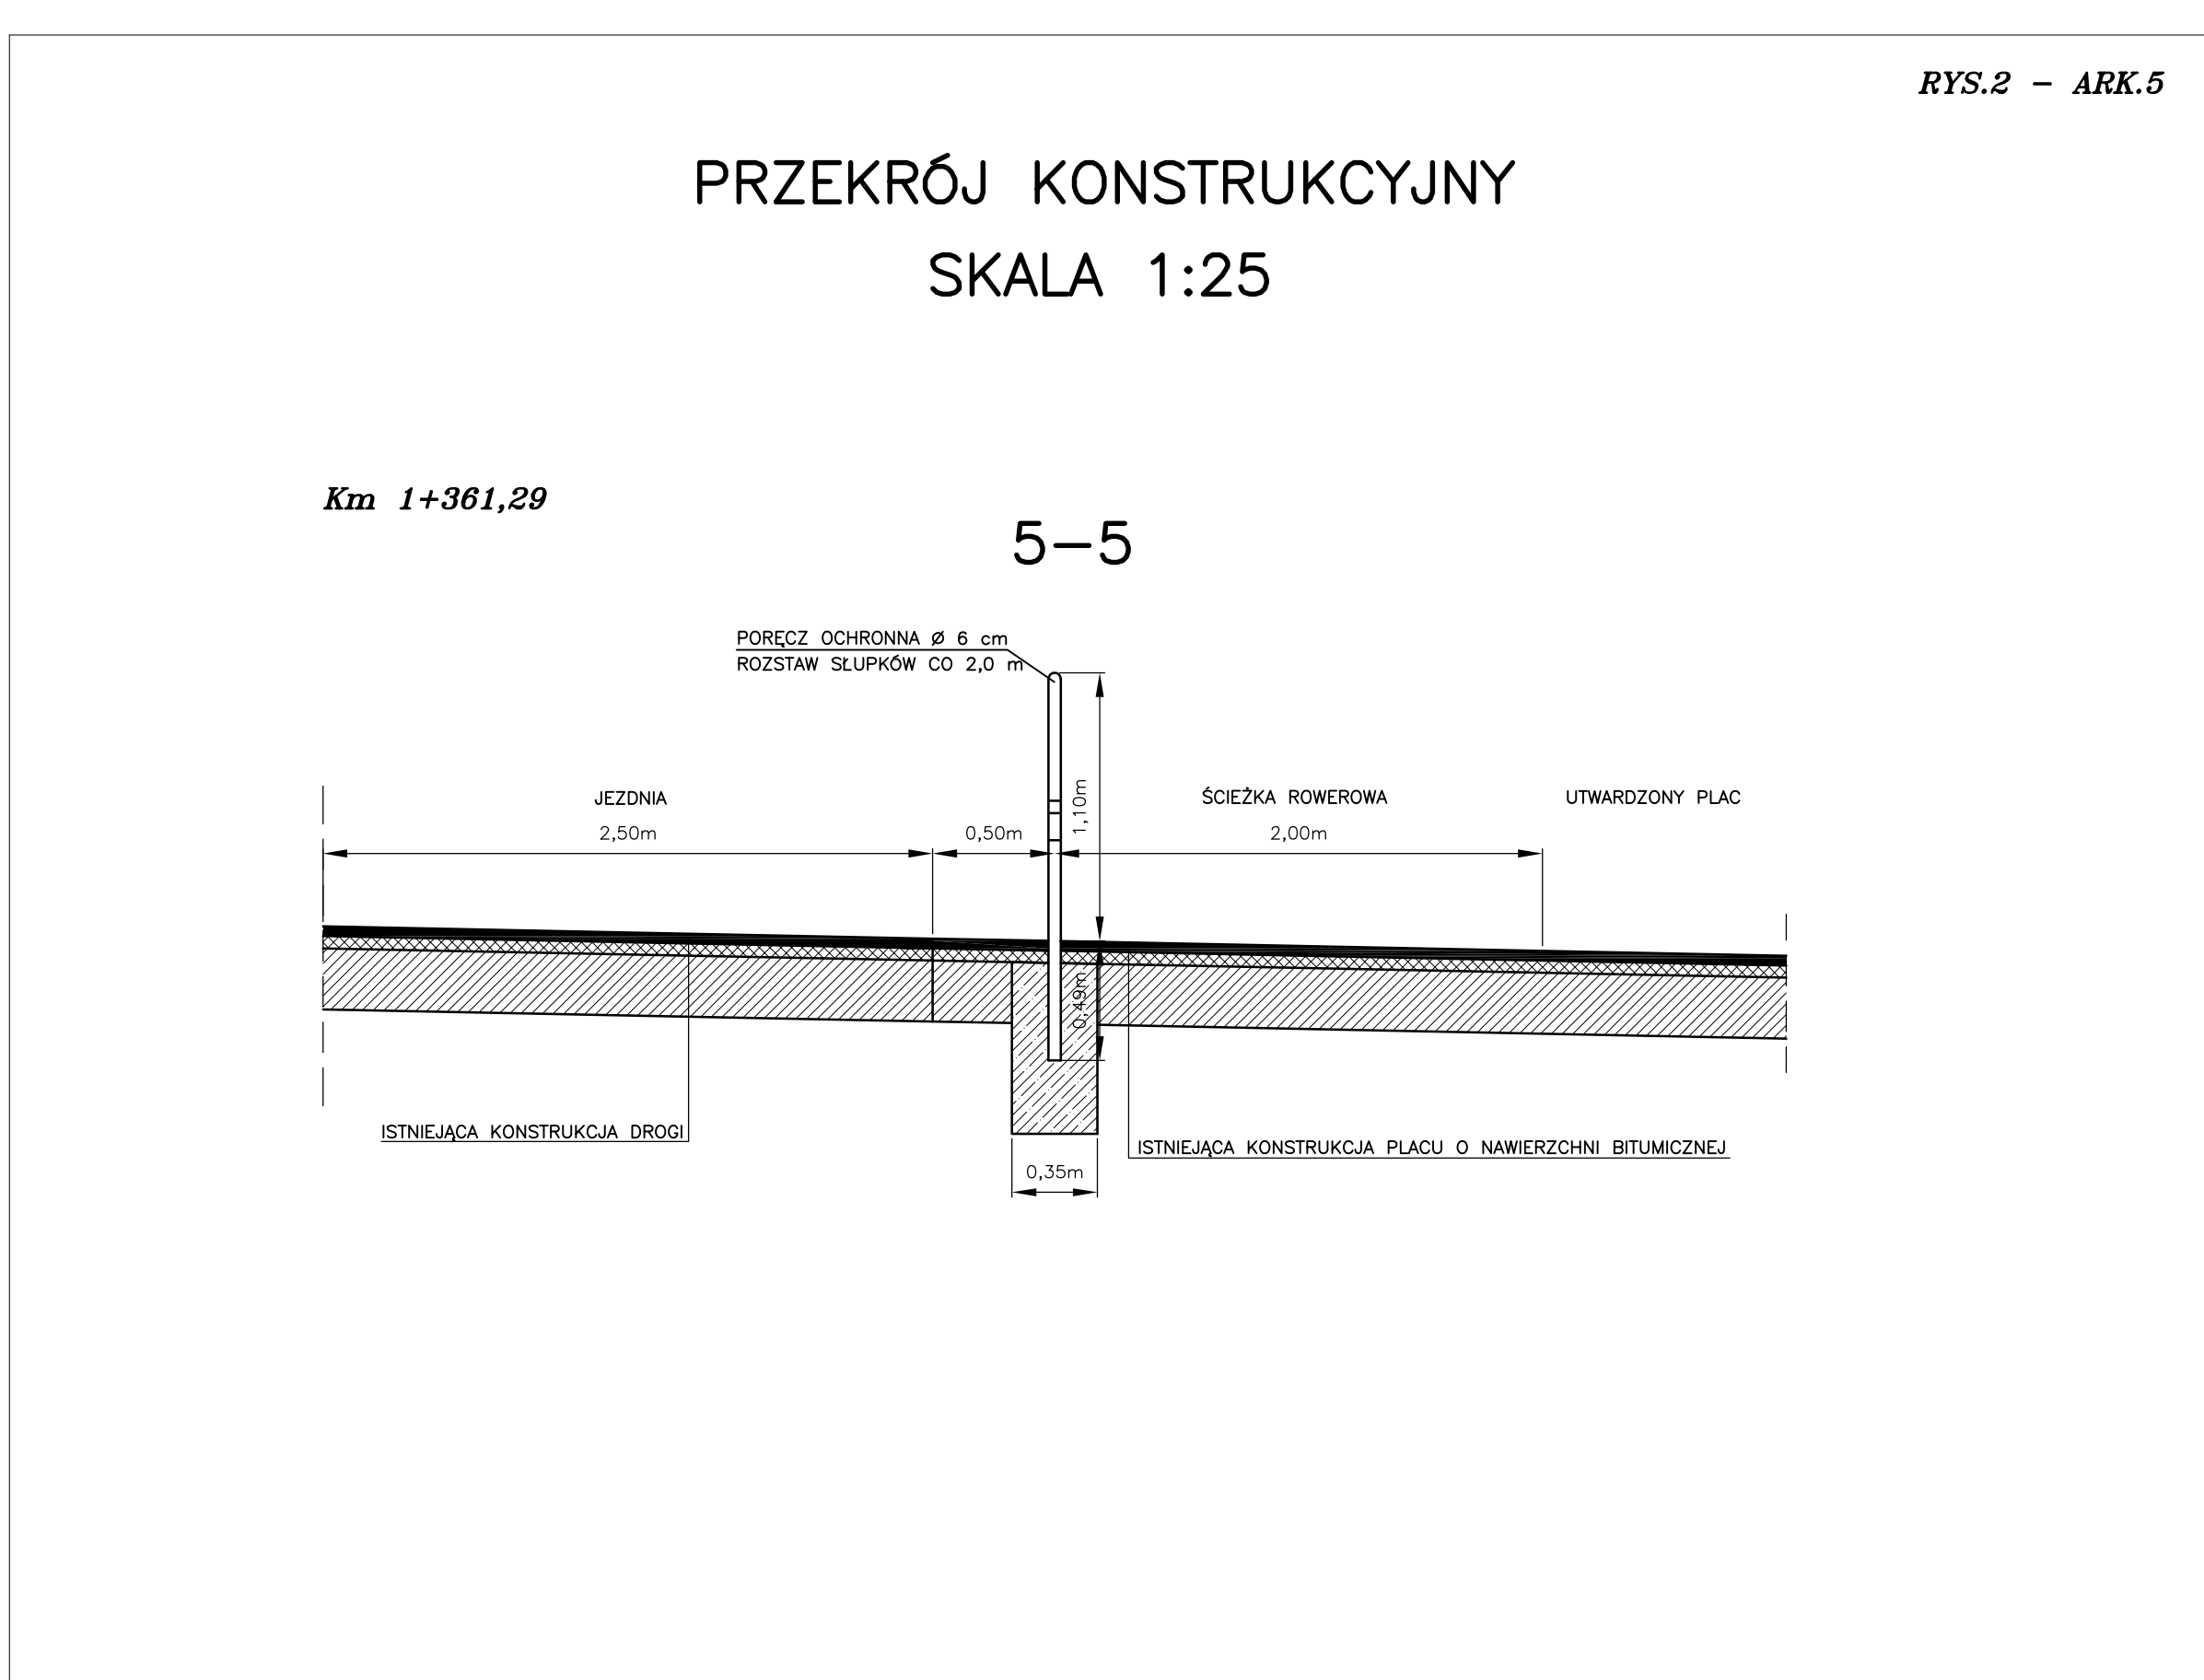 RYS.2 - ARK.5
PRZEKRÓJ KONSTRUKCYJNY
SKALA 1:25
Km 1+361,29
5-5
PORĘCZ OCHRONNA Ø 6 cm
ROZSTAW SŁUPKÓW CO 2,0 m
JEZDNIA
2,50m
0,50m
1,10m
ŚCIEŻKA ROWEROWA
2,00m
UTWARDZONY PLAC
0,49m
ISTNIEJĄCA KONSTRUKCJA DROGI
ISTNIEJĄCA KONSTRUKCJA PLACU O NAWIERZCHNI BITUMICZNEJ
0,35m